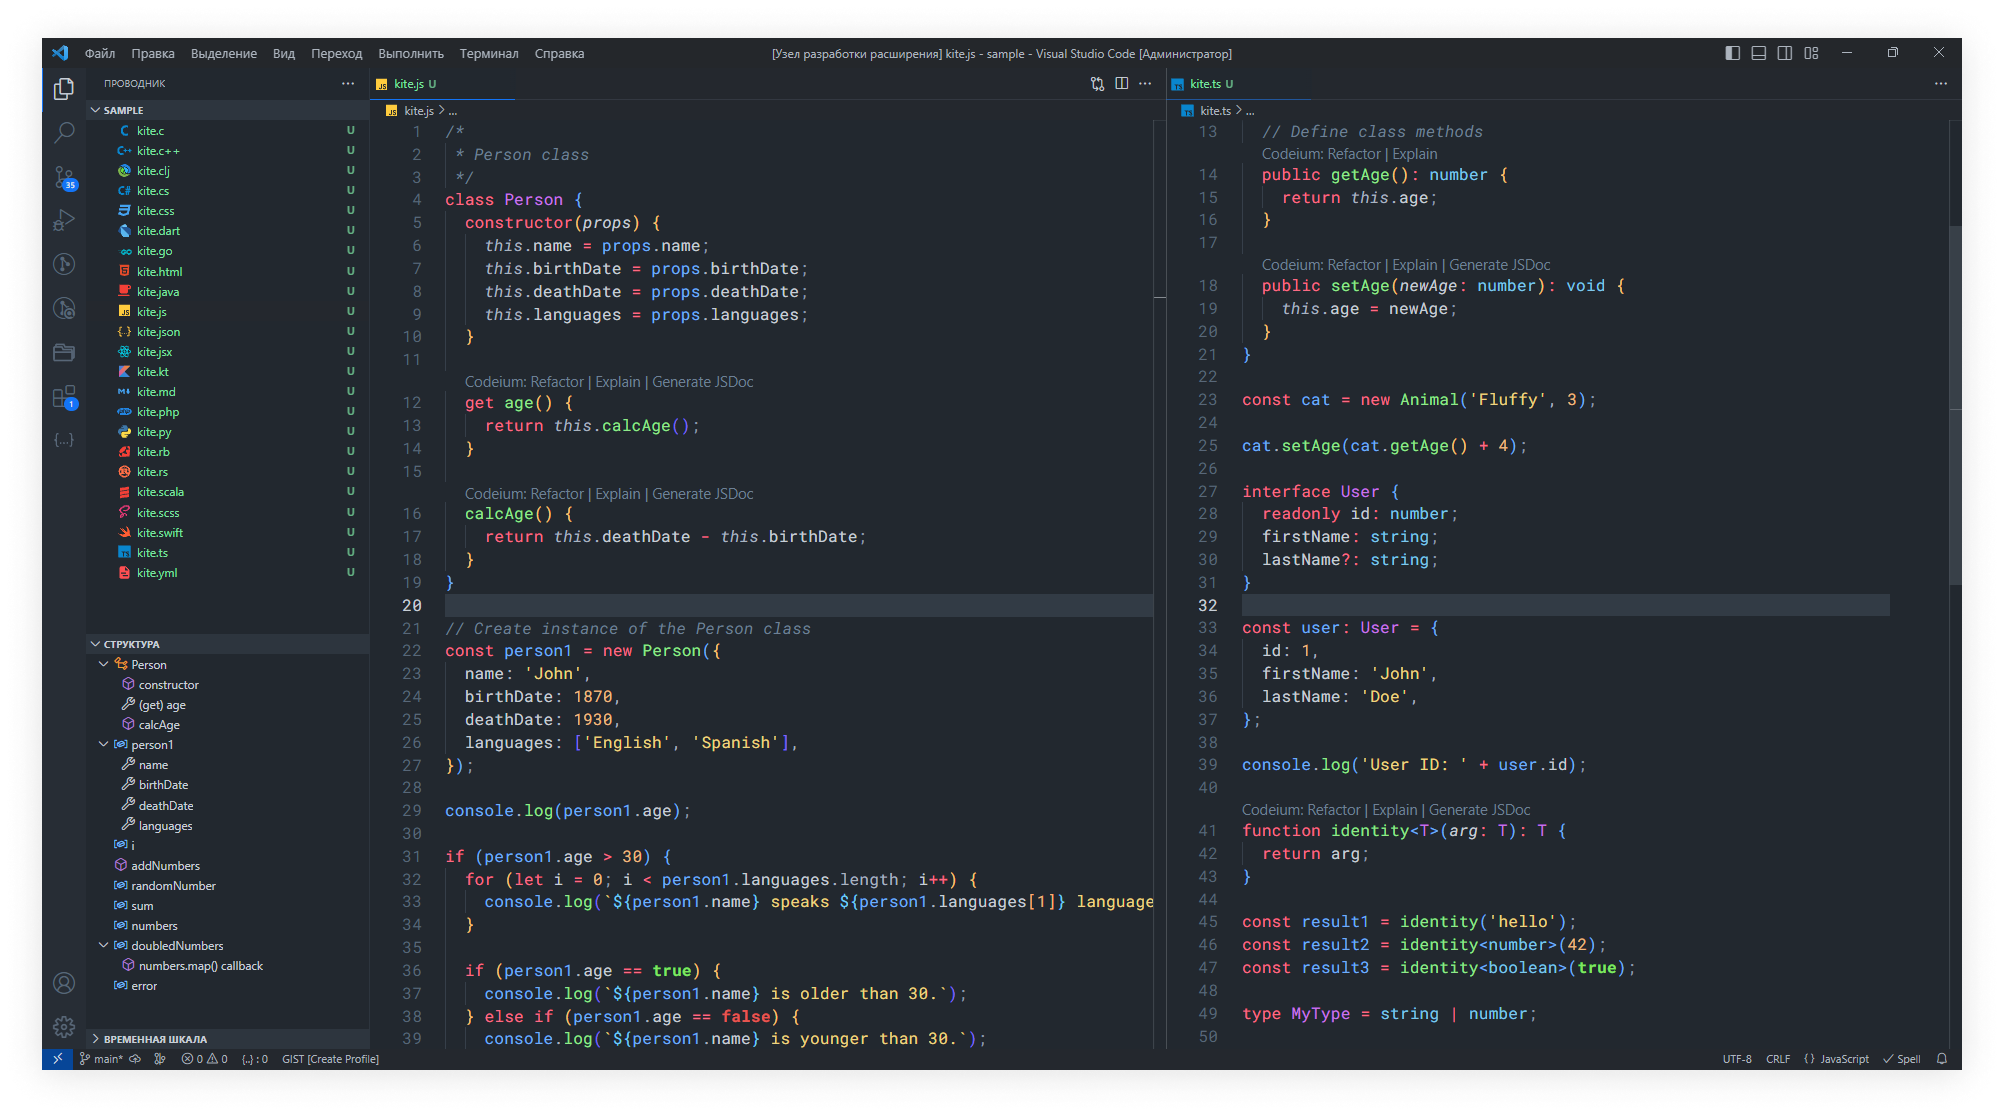 Файл Правка Выделение Вид Переход Выполнить Терминал Справка
[Узел разработки расширения] kite.js - sample - Visual Studio Code [Администратор]
ПРОВОДНИК
SAMPLE
kite.c U
kite.c++ U
kite.clj U
kite.cs U
kite.css U
kite.dart U
kite.go U
kite.html U
kite.java U
kite.js U
kite.json U
kite.jsx U
kite.kt U
kite.md U
kite.php U
kite.py U
kite.rb U
kite.rs U
kite.scala U
kite.scss U
kite.swift U
kite.ts U
kite.yml U
35
1
СТРУКТУРА
Person
constructor
(get) age
calcAge
person1
name
birthDate
deathDate
languages
i
addNumbers
randomNumber
sum
numbers
doubledNumbers
numbers.map() callback
error
ВРЕМЕННАЯ ШКАЛА
kite.js U
kite.js > ...
1 /*
2  * Person class
3  */
4 class Person {
5   constructor(props) {
6     this.name = props.name;
7     this.birthDate = props.birthDate;
8     this.deathDate = props.deathDate;
9     this.languages = props.languages;
10   }
11
Codeium: Refactor | Explain | Generate JSDoc
12   get age() {
13     return this.calcAge();
14   }
15
Codeium: Refactor | Explain | Generate JSDoc
16   calcAge() {
17     return this.deathDate - this.birthDate;
18   }
19 }
20
21 // Create instance of the Person class
22 const person1 = new Person({
23   name: 'John',
24   birthDate: 1870,
25   deathDate: 1930,
26   languages: ['English', 'Spanish'],
27 });
28
29 console.log(person1.age);
30
31 if (person1.age > 30) {
32   for (let i = 0; i < person1.languages.length; i++) {
33     console.log(`${person1.name} speaks ${person1.languages[1]} language
34   }
35
36   if (person1.age == true) {
37     console.log(`${person1.name} is older than 30.`);
38   } else if (person1.age == false) {
39     console.log(`${person1.name} is younger than 30.`);
kite.ts U
kite.ts > ...
13   // Define class methods
Codeium: Refactor | Explain
14   public getAge(): number {
15     return this.age;
16   }
17
Codeium: Refactor | Explain | Generate JSDoc
18   public setAge(newAge: number): void {
19     this.age = newAge;
20   }
21 }
22
23 const cat = new Animal('Fluffy', 3);
24
25 cat.setAge(cat.getAge() + 4);
26
27 interface User {
28   readonly id: number;
29   firstName: string;
30   lastName?: string;
31 }
32
33 const user: User = {
34   id: 1,
35   firstName: 'John',
36   lastName: 'Doe',
37 };
38
39 console.log('User ID: ' + user.id);
40
Codeium: Refactor | Explain | Generate JSDoc
41 function identity<T>(arg: T): T {
42   return arg;
43 }
44
45 const result1 = identity('hello');
46 const result2 = identity<number>(42);
47 const result3 = identity<boolean>(true);
48
49 type MyType = string | number;
50
main* 0 0 {..} : 0 GIST [Create Profile]
UTF-8 CRLF {} JavaScript Spell